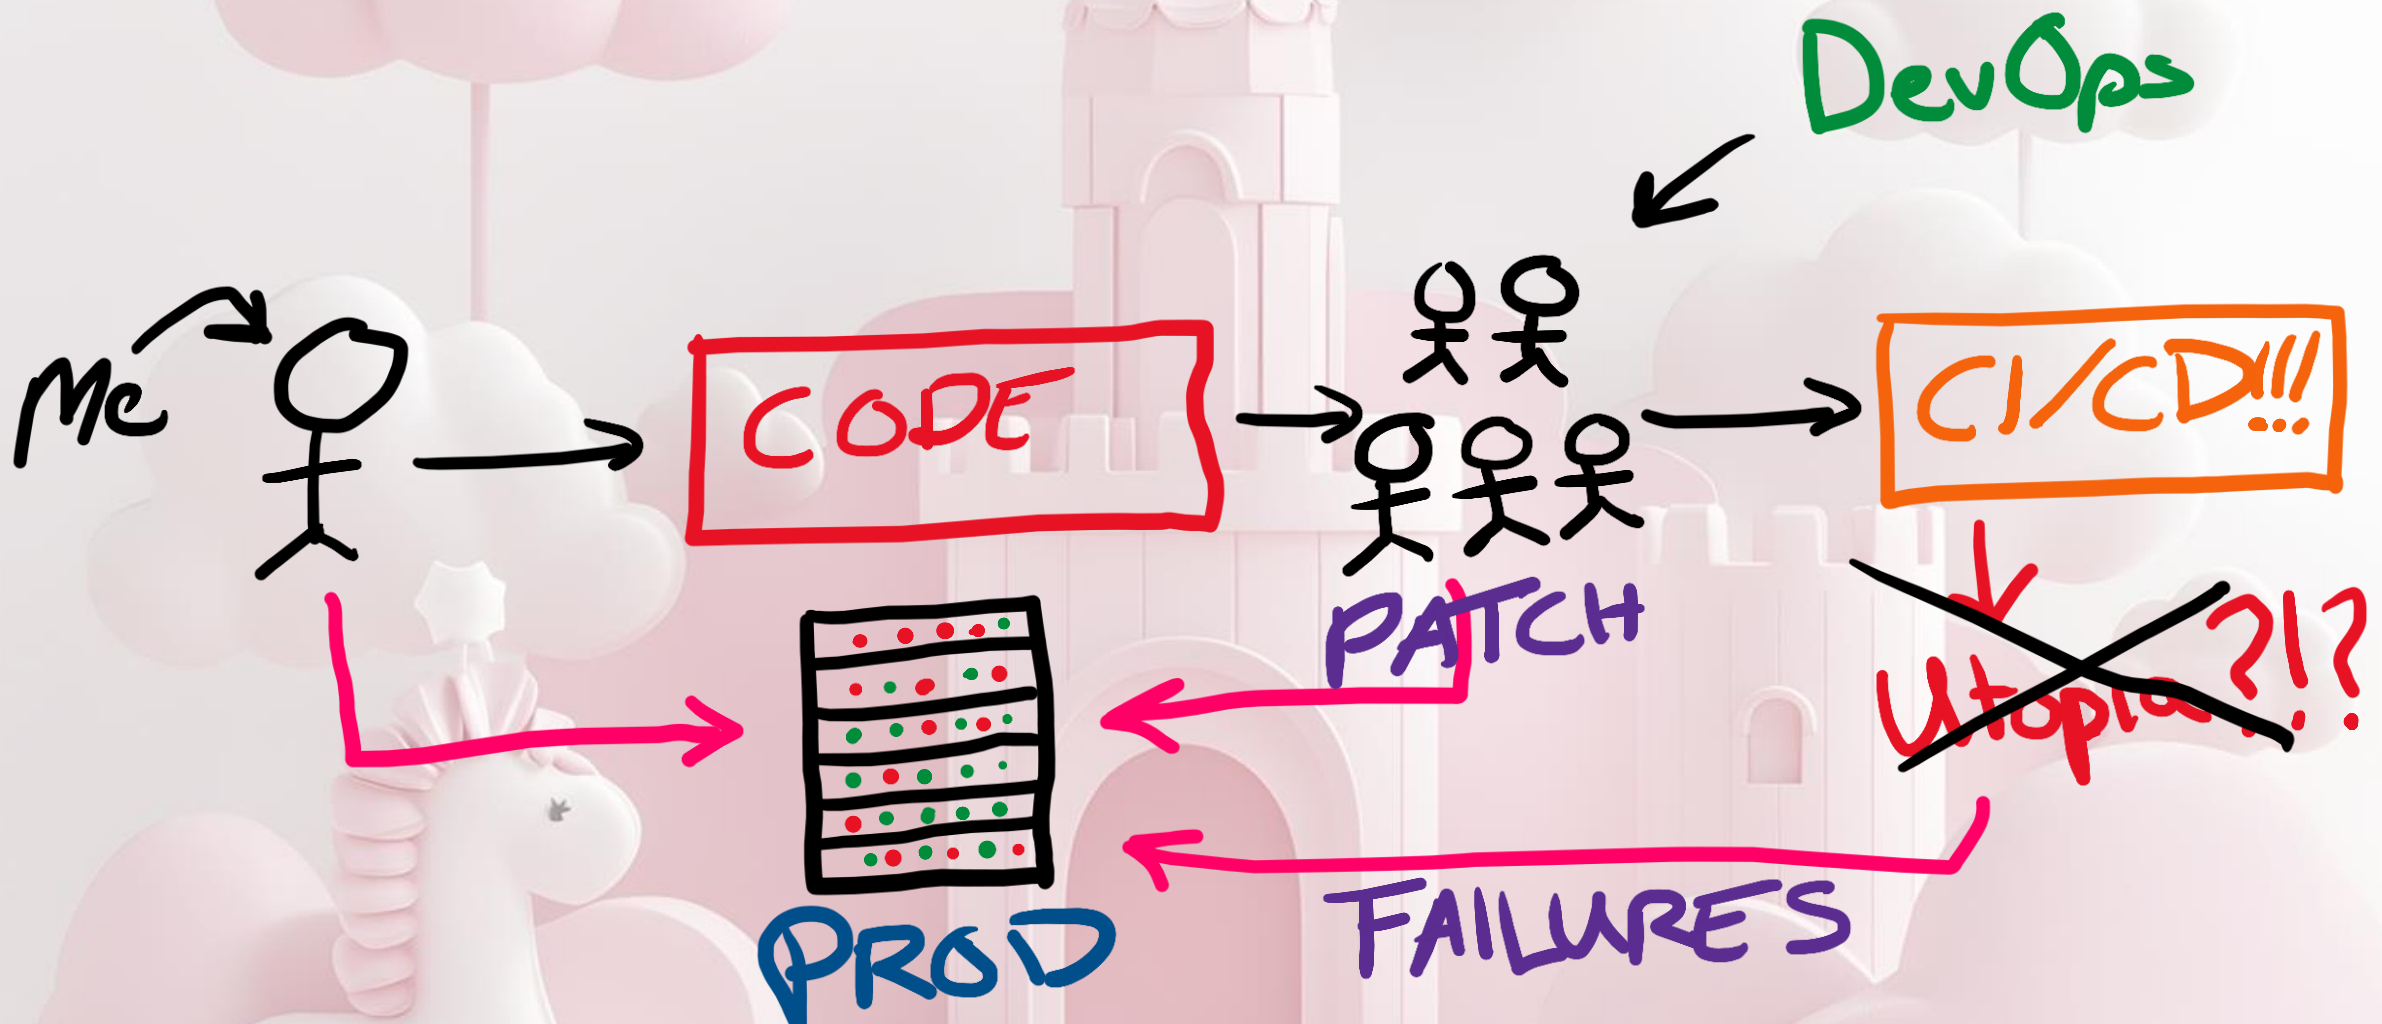 DevOps
Me
CODE
CI/CD!!!
PATCH
Utopia?!?
FAILURES
PROD